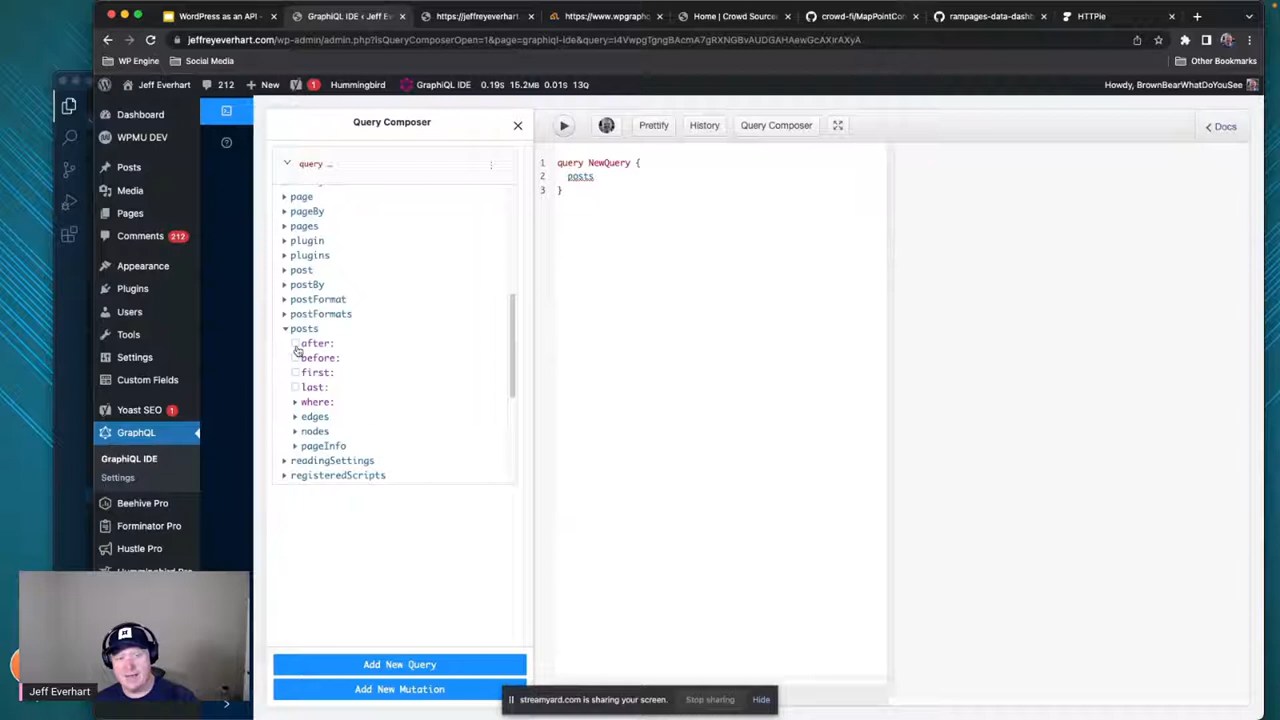 WordPress as an API -
GraphiQL IDE ‹ Jeff Ev
https://jeffreyeverhart.com
https://www.wpgraphq
Home | Crowd Source
crowd-fi/MapPointCon
rampages-data-dashb
HTTPie
jeffreyeverhart.com/wp-admin/admin.php?isQueryComposerOpen=1&page=graphiql-ide&query=I4VwpgTgngBAcmA7gRXNGBvAUDGAHAewGcAXirAXyA
WP Engine
Social Media
Other Bookmarks
Jeff Everhart
212
New
1
Hummingbird
GraphiQL IDE
0.19s 15.2MB 0.01s 13Q
Howdy, BrownBearWhatDoYouSee
Dashboard
WPMU DEV
Posts
Media
Pages
Comments 212
Appearance
Plugins
Users
Tools
Settings
Custom Fields
Yoast SEO 1
GraphQL
GraphiQL IDE
Settings
Beehive Pro
Forminator Pro
Hustle Pro
Query Composer
query …
page
pageBy
pages
plugin
plugins
post
postBy
postFormat
postFormats
posts
after:
before:
first:
last:
where:
edges
nodes
pageInfo
readingSettings
registeredScripts
Add New Query
Add New Mutation
Prettify
History
Query Composer
Docs
1 query NewQuery {
2 posts
3 }
Jeff Everhart
streamyard.com is sharing your screen.
Stop sharing
Hide